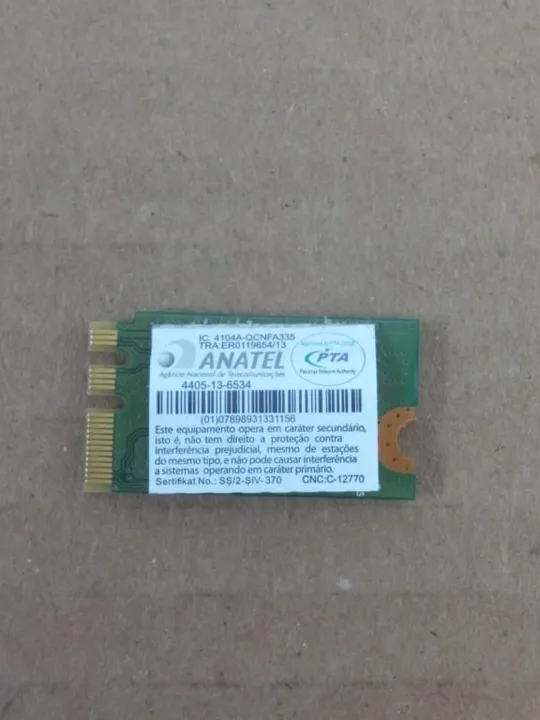 IC: 4104A-QCNFA335
TRA:ER0119654/13
ANATEL
Agência Nacional de Telecomunicações
PTA
Pakistan Telecom Authority
4405-13-6534
(01)07898931331156
Este equipamento opera em caráter secundário,
isto é, não tem direito a proteção contra
interferência prejudicial, mesmo de estações
do mesmo tipo, e não pode causar interferência
a sistemas operando em caráter primário.
Sertifikat No.: SŞ/2-ŞİV-370 CNC:C-12770